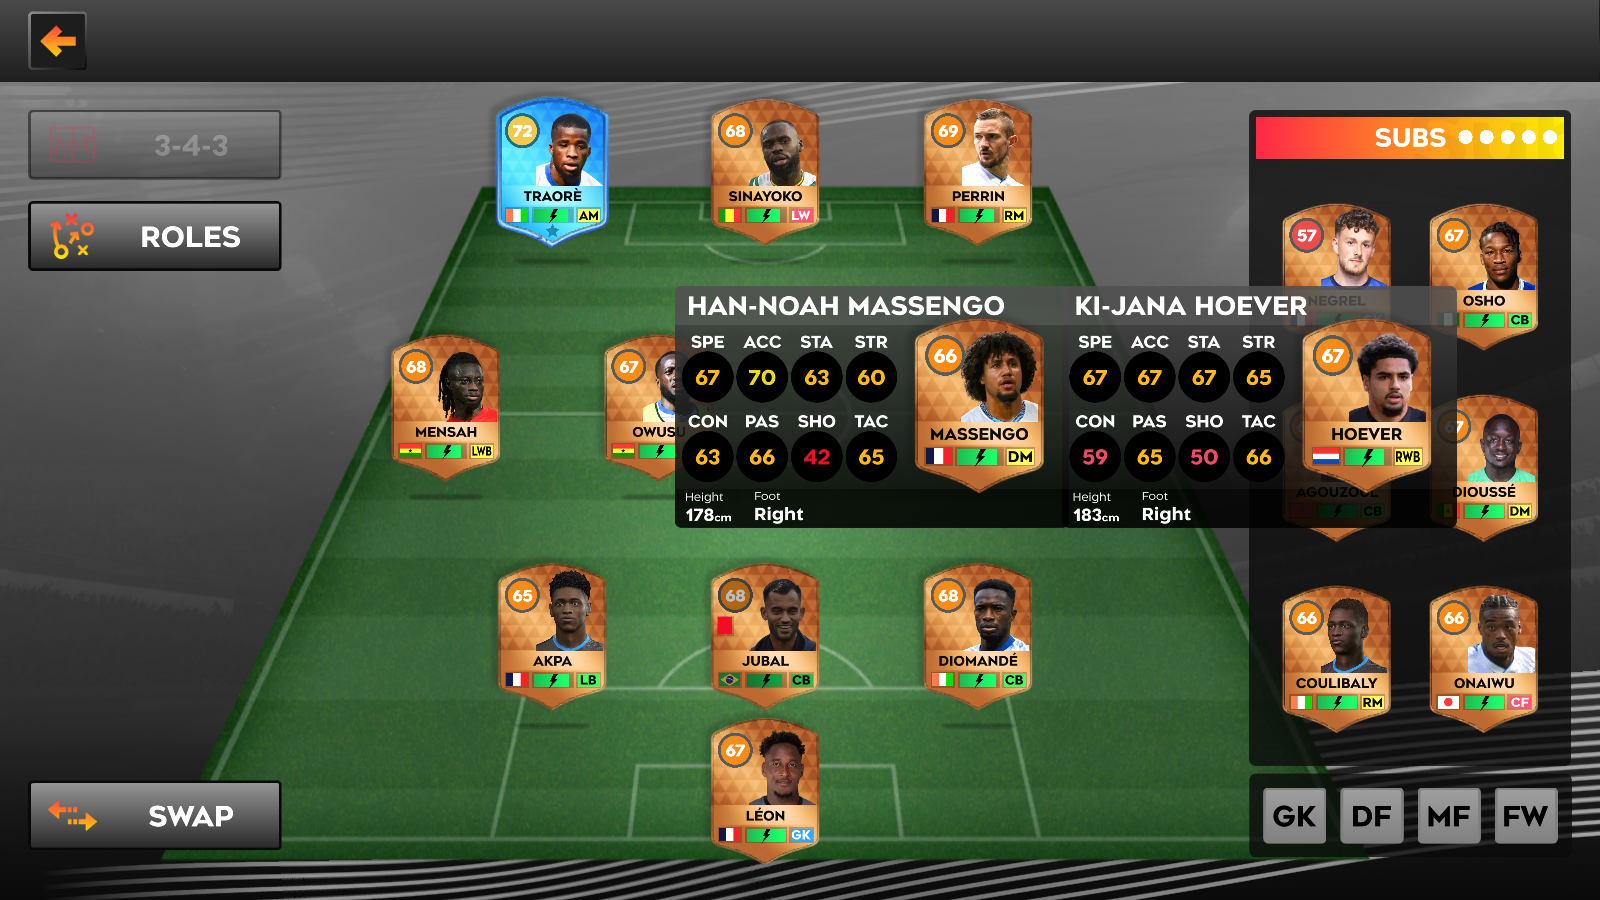 3-4-3
ROLES
SWAP
72
TRAORÈ
AM
68
SINAYOKO
LW
69
PERRIN
RM
SUBS
57
NEGREL
67
OSHO
CB
68
MENSAH
LWB
67
OWUSU
HAN-NOAH MASSENGO
SPE ACC STA STR
67 70 63 60
CON PAS SHO TAC
63 66 42 65
Height Foot
178cm Right
66
MASSENGO
DM
KI-JANA HOEVER
SPE ACC STA STR
67 67 67 65
CON PAS SHO TAC
59 65 50 66
Height Foot
183cm Right
67
HOEVER
RWB
AGOUZOUL
CB
67
DIOUSSÉ
DM
65
AKPA
LB
68
JUBAL
CB
68
DIOMANDÉ
CB
66
COULIBALY
RM
66
ONAIWU
CF
67
LÉON
GK
GK DF MF FW